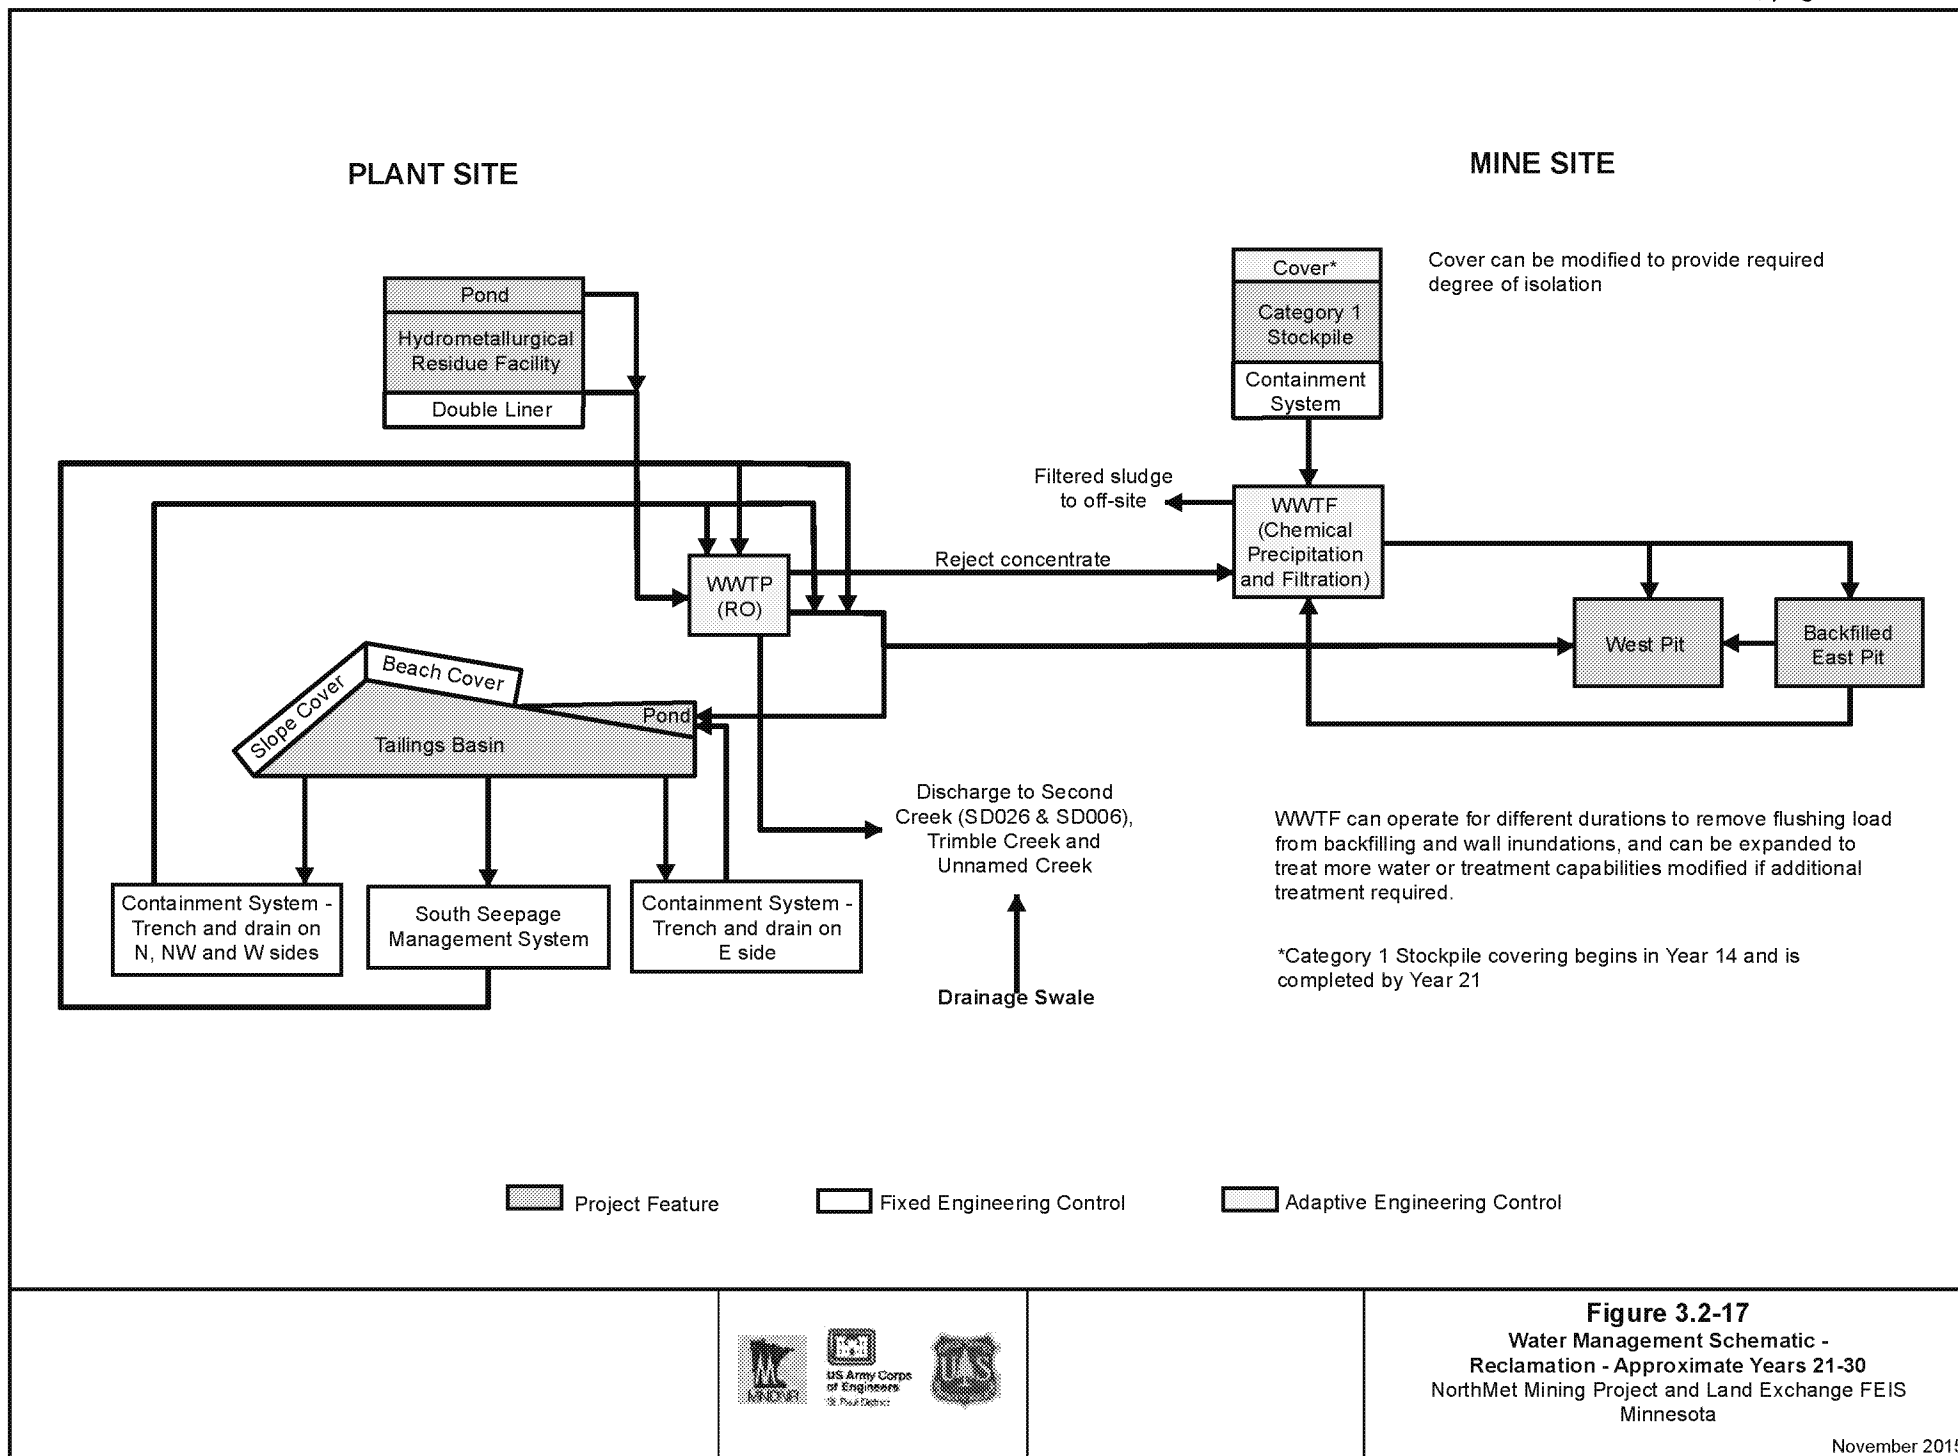 PLANT SITE
MINE SITE
Pond
Hydrometallurgical
Residue Facility
Double Liner
Cover*
Category 1
Stockpile
Containment
System
Cover can be modified to provide required
degree of isolation
Filtered sludge
to off-site
WWTF
(Chemical
Precipitation
and Filtration)
Reject concentrate
WWTP
(RO)
West Pit
Backfilled
East Pit
Slope Cover
Beach Cover
Pond
Tailings Basin
Discharge to Second
Creek (SD026 & SD006),
Trimble Creek and
Unnamed Creek
Drainage Swale
Containment System -
Trench and drain on
N, NW and W sides
South Seepage
Management System
Containment System -
Trench and drain on
E side
WWTF can operate for different durations to remove flushing load
from backfilling and wall inundations, and can be expanded to
treat more water or treatment capabilities modified if additional
treatment required.
*Category 1 Stockpile covering begins in Year 14 and is
completed by Year 21
Project Feature
Fixed Engineering Control
Adaptive Engineering Control
MNDNR
US Army Corps
of Engineers
St. Paul District
US
Figure 3.2-17
Water Management Schematic -
Reclamation - Approximate Years 21-30
NorthMet Mining Project and Land Exchange FEIS
Minnesota
November 2015